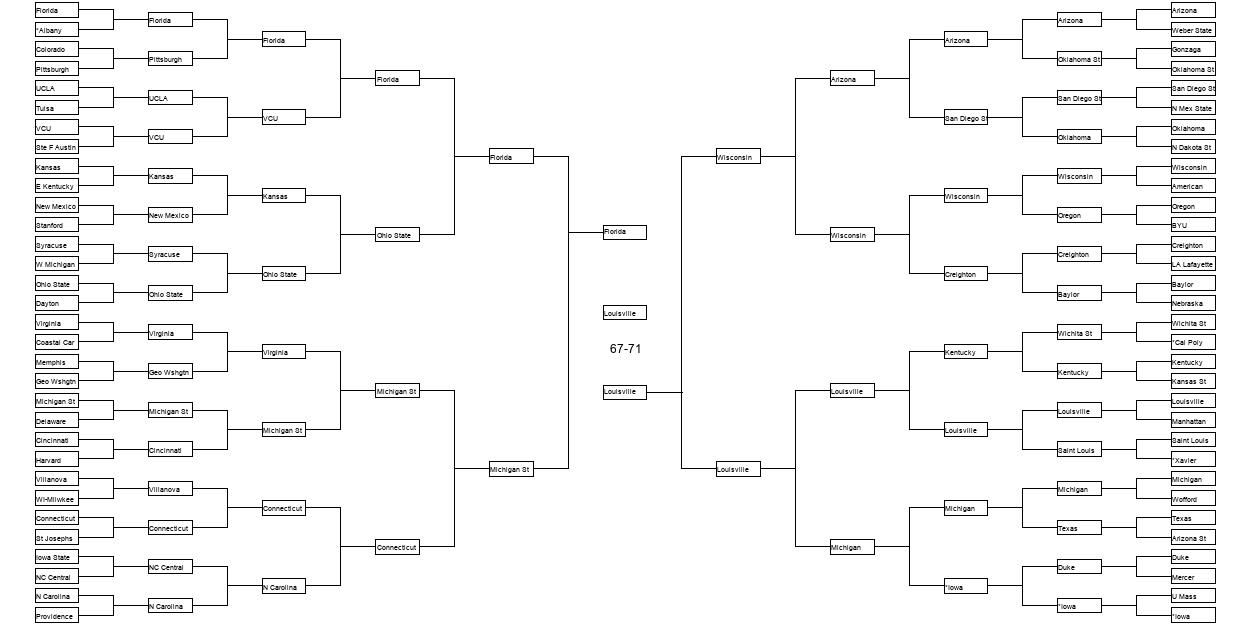 Florida
*Albany
Colorado
Pittsburgh
UCLA
Tulsa
VCU
Ste F Austin
Kansas
E Kentucky
New Mexico
Stanford
Syracuse
W Michigan
Ohio State
Dayton
Virginia
Coastal Car
Memphis
Geo Wshgtn
Michigan St
Delaware
Cincinnati
Harvard
Villanova
WI-Milwkee
Connecticut
St Josephs
Iowa State
NC Central
N Carolina
Providence
Florida
Pittsburgh
UCLA
VCU
Kansas
New Mexico
Syracuse
Ohio State
Virginia
Geo Wshgtn
Michigan St
Cincinnati
Villanova
Connecticut
NC Central
N Carolina
Florida
VCU
Kansas
Ohio State
Virginia
Michigan St
Connecticut
N Carolina
Florida
Ohio State
Michigan St
Connecticut
Florida
Michigan St
Florida
Louisville
67-71
Louisville
Wisconsin
Louisville
Arizona
Wisconsin
Louisville
Michigan
Arizona
San Diego St
Wisconsin
Creighton
Kentucky
Louisville
Michigan
*Iowa
Arizona
Oklahoma St
San Diego St
Oklahoma
Wisconsin
Oregon
Creighton
Baylor
Wichita St
Kentucky
Louisville
Saint Louis
Michigan
Texas
Duke
*Iowa
Arizona
Weber State
Gonzaga
Oklahoma St
San Diego St
N Mex State
Oklahoma
N Dakota St
Wisconsin
American
Oregon
BYU
Creighton
LA Lafayette
Baylor
Nebraska
Wichita St
*Cal Poly
Kentucky
Kansas St
Louisville
Manhattan
Saint Louis
*Xavier
Michigan
Wofford
Texas
Arizona St
Duke
Mercer
U Mass
*Iowa